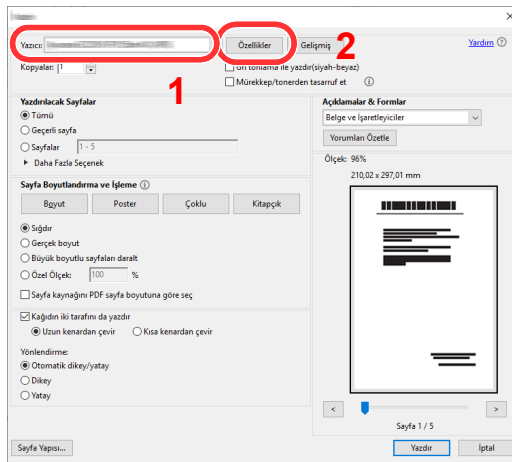 Yazıcı:
Özellikler
Gelişmiş
2
Yardım
Kopyalar: 1
1
Gri tonlama ile yazdır(siyah-beyaz)
Mürekkep/tonerden tasarruf et
Yazdırılacak Sayfalar
Tümü
Geçerli sayfa
Sayfalar 1 - 5
Daha Fazla Seçenek
Sayfa Boyutlandırma ve İşleme
Boyut Poster Çoklu Kitapçık
Sığdır
Gerçek boyut
Büyük boyutlu sayfaları daralt
Özel Ölçek: 100 %
Sayfa kaynağını PDF sayfa boyutuna göre seç
Kağıdın iki tarafını da yazdır
Uzun kenardan çevir Kısa kenardan çevir
Yönlendirme:
Otomatik dikey/yatay
Dikey
Yatay
Açıklamalar & Formlar
Belge ve İşaretleyiciler
Yorumları Özetle
Ölçek: 96%
210,02 x 297,01 mm
< >
Sayfa 1 / 5
Sayfa Yapısı...
Yazdır İptal